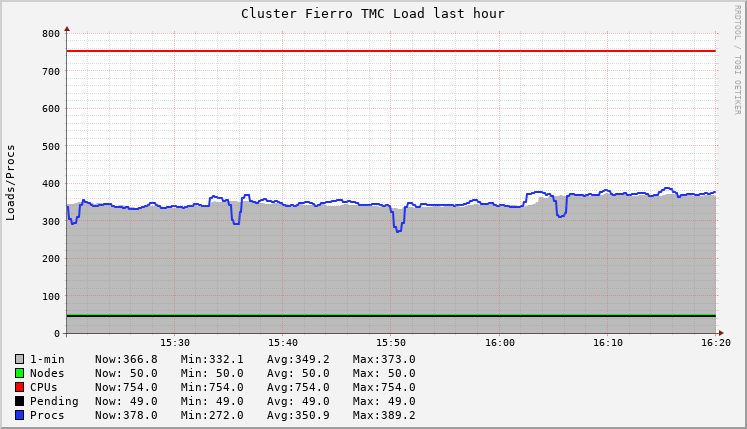 Cluster Fierro TMC Load last hour
RRDTOOL / TOBI OETIKER
Loads/Procs
800
700
600
500
400
300
200
100
0
15:30 15:40 15:50 16:00 16:10 16:20
1-min Now:366.8 Min:332.1 Avg:349.2 Max:373.0
Nodes Now: 50.0 Min: 50.0 Avg: 50.0 Max: 50.0
CPUs Now:754.0 Min:754.0 Avg:754.0 Max:754.0
Pending Now: 49.0 Min: 49.0 Avg: 49.0 Max: 49.0
Procs Now:378.0 Min:272.0 Avg:350.9 Max:389.2